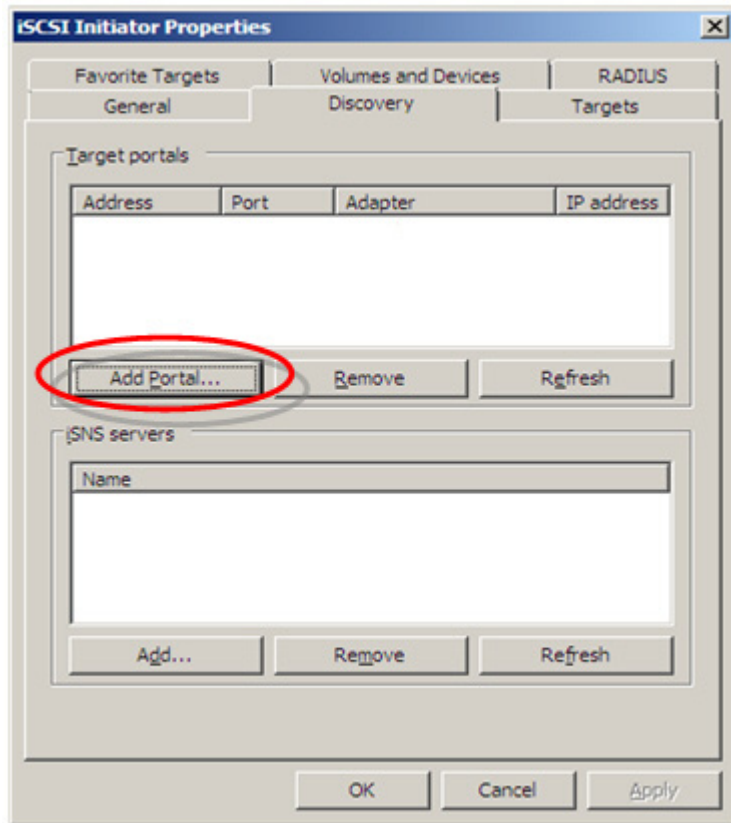 iSCSI Initiator Properties
Favorite Targets Volumes and Devices RADIUS
General Discovery Targets
Target portals
Address Port Adapter IP address
Add Portal... Remove Refresh
iSNS servers
Name
Add... Remove Refresh
OK Cancel Apply